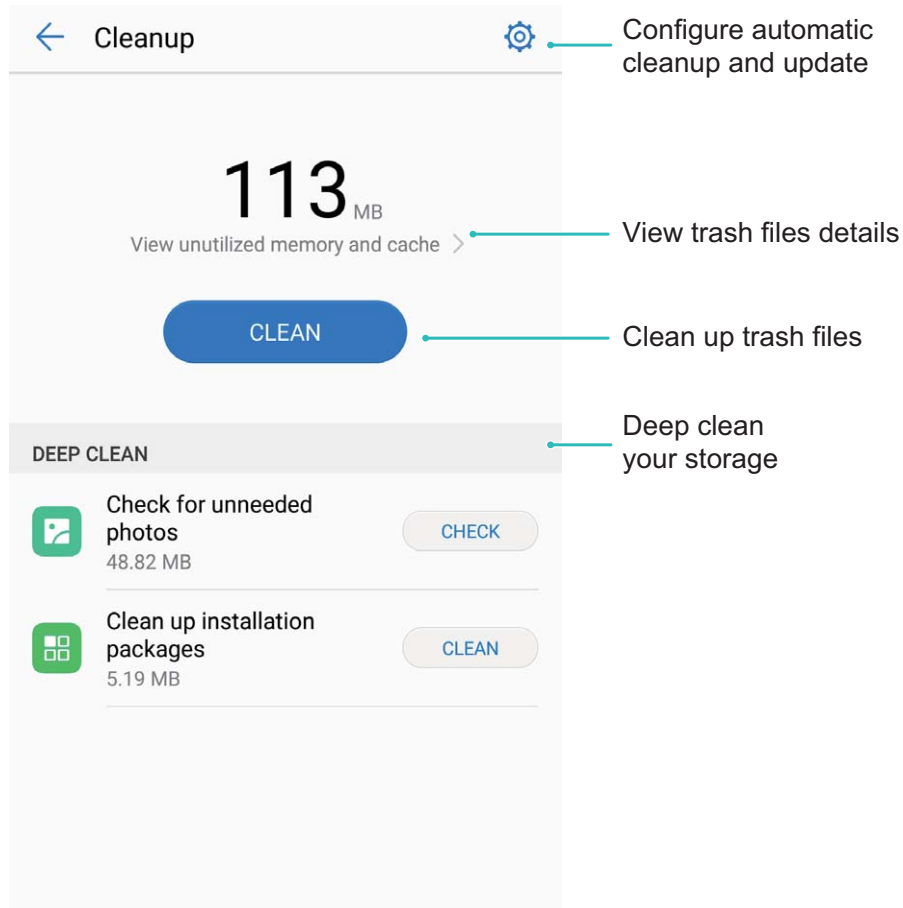 Cleanup
Configure automatic
cleanup and update
113 MB
View unutilized memory and cache
View trash files details
CLEAN
Clean up trash files
DEEP CLEAN
Deep clean
your storage
Check for unneeded
photos
48.82 MB
CHECK
Clean up installation
packages
5.19 MB
CLEAN